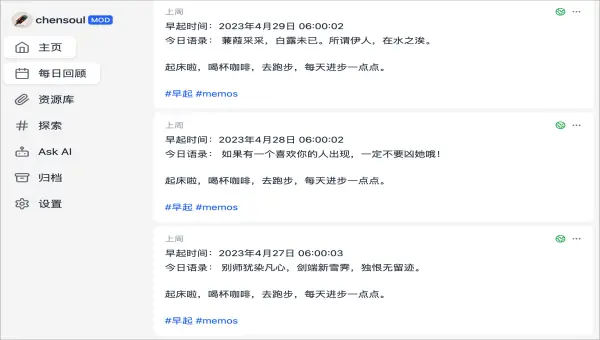 chensoul MOD
主页
每日回顾
资源库
探索
Ask AI
归档
设置
上周
早起时间：2023年4月29日 06:00:02
今日语录： 蒹葭采采，白露未已。所谓伊人，在水之涘。
起床啦，喝杯咖啡，去跑步，每天进步一点点。
#早起 #memos
上周
早起时间：2023年4月28日 06:00:02
今日语录： 如果有一个喜欢你的人出现，一定不要凶她哦！
起床啦，喝杯咖啡，去跑步，每天进步一点点。
#早起 #memos
上周
早起时间：2023年4月27日 06:00:03
今日语录： 别师犹染凡心，剑端新雪霁，独恨无留迹。
起床啦，喝杯咖啡，去跑步，每天进步一点点。
#早起 #memos